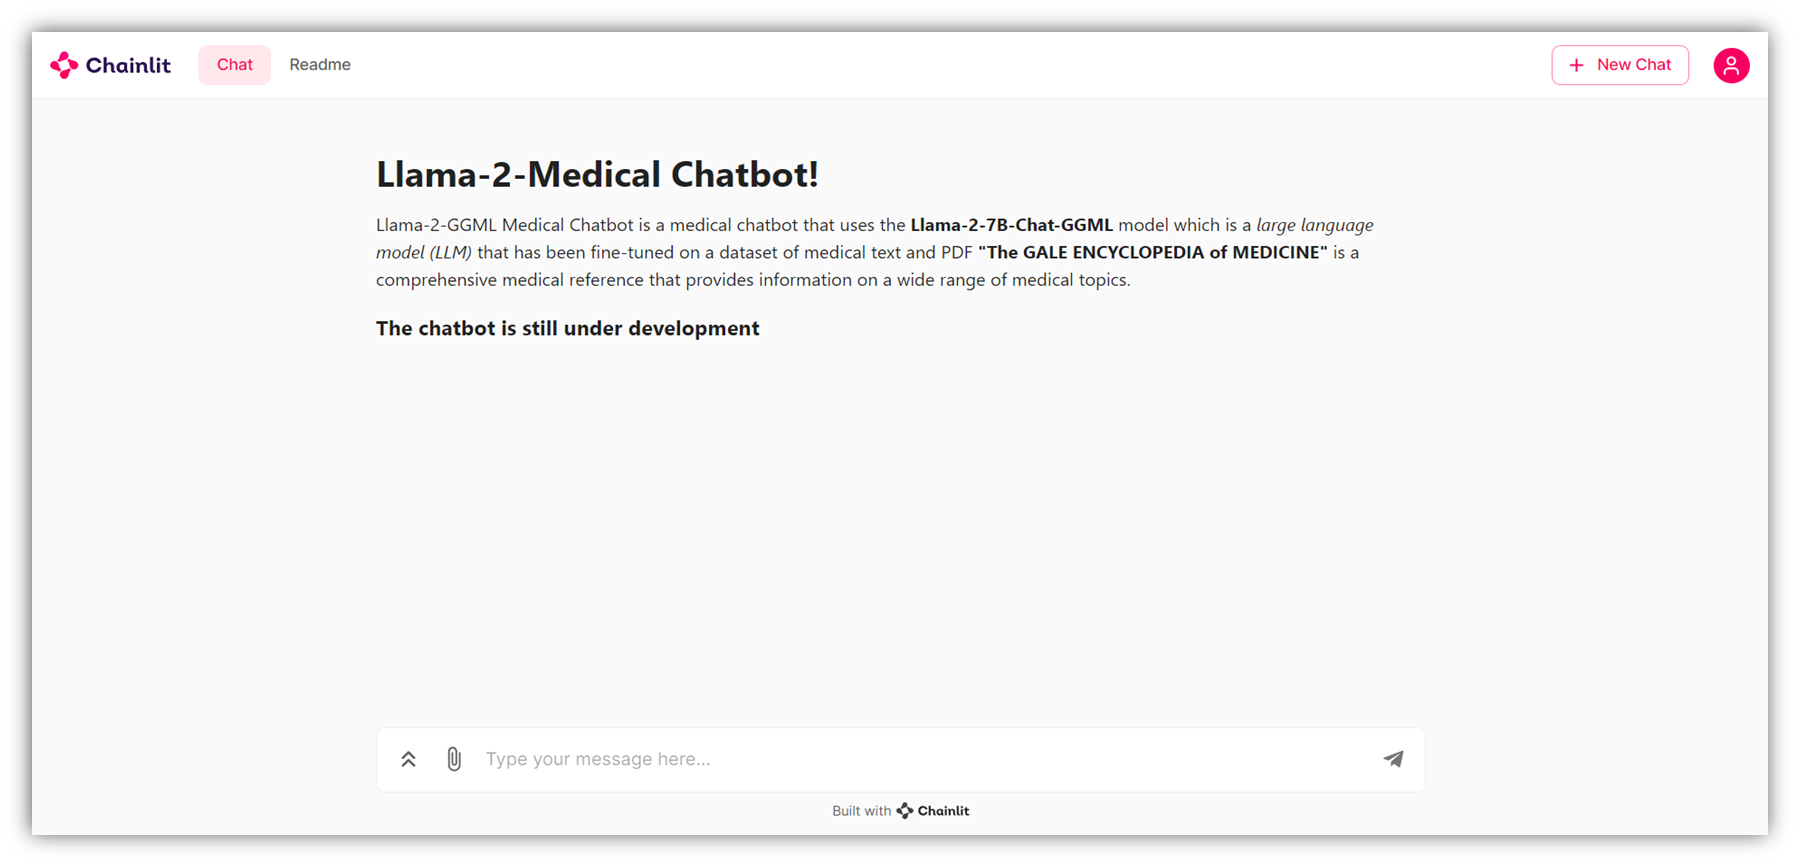 Chainlit
Chat
Readme
+ New Chat
Llama-2-Medical Chatbot!
Llama-2-GGML Medical Chatbot is a medical chatbot that uses the Llama-2-7B-Chat-GGML model which is a large language
model (LLM) that has been fine-tuned on a dataset of medical text and PDF "The GALE ENCYCLOPEDIA of MEDICINE" is a
comprehensive medical reference that provides information on a wide range of medical topics.
The chatbot is still under development
Type your message here...
Built with Chainlit